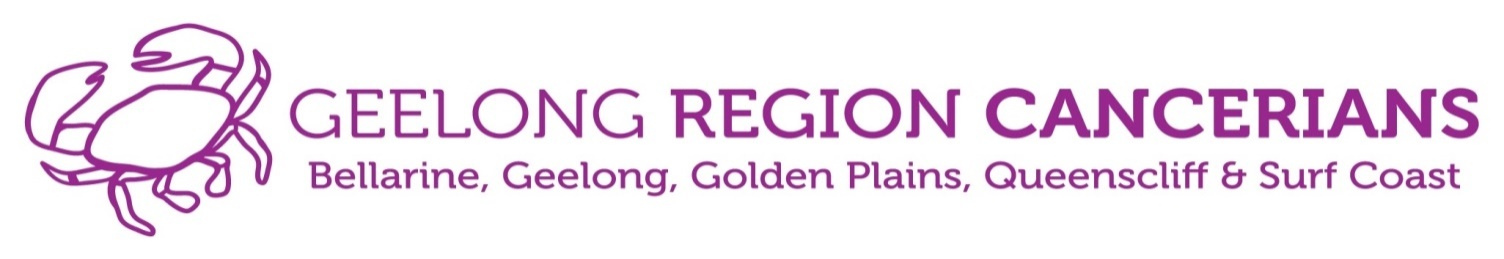 GEELONG REGION CANCERIANS
Bellarine, Geelong, Golden Plains, Queenscliff & Surf Coast